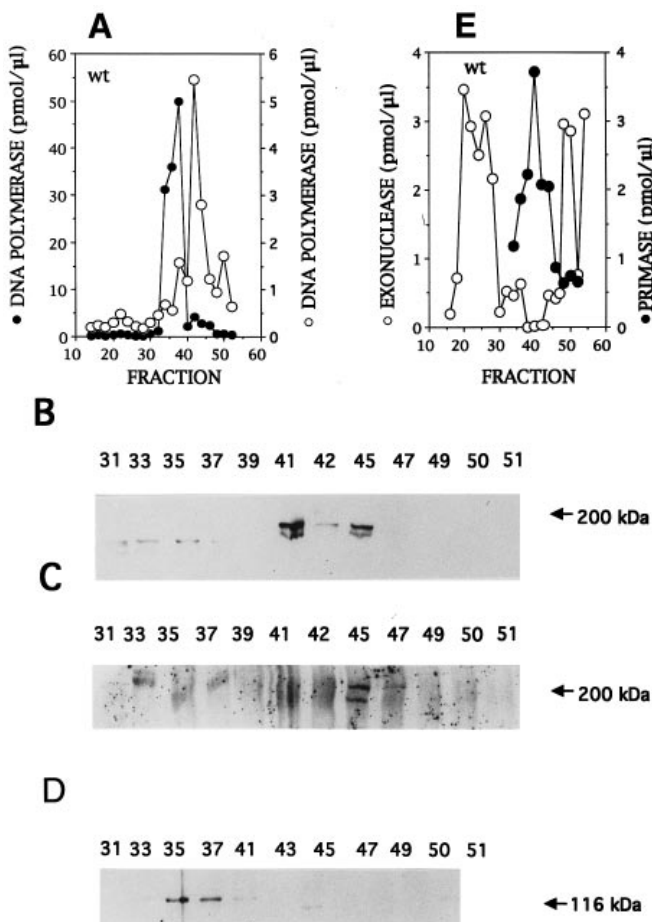 A
wt
● DNA POLYMERASE (pmol/µl)
60
50
40
30
20
10
0
6
5
4
3
2
1
0
○ DNA POLYMERASE (pmol/µl)
10 20 30 40 50 60
FRACTION
E
wt
○ EXONUCLEASE (pmol/µl)
4
3
2
1
0
4
3
2
1
0
● PRIMASE (pmol/µl)
10 20 30 40 50 60
FRACTION
B
31 33 35 37 39 41 42 45 47 49 50 51
200 kDa
C
31 33 35 37 39 41 42 45 47 49 50 51
200 kDa
D
31 33 35 37 41 43 45 47 49 50 51
116 kDa